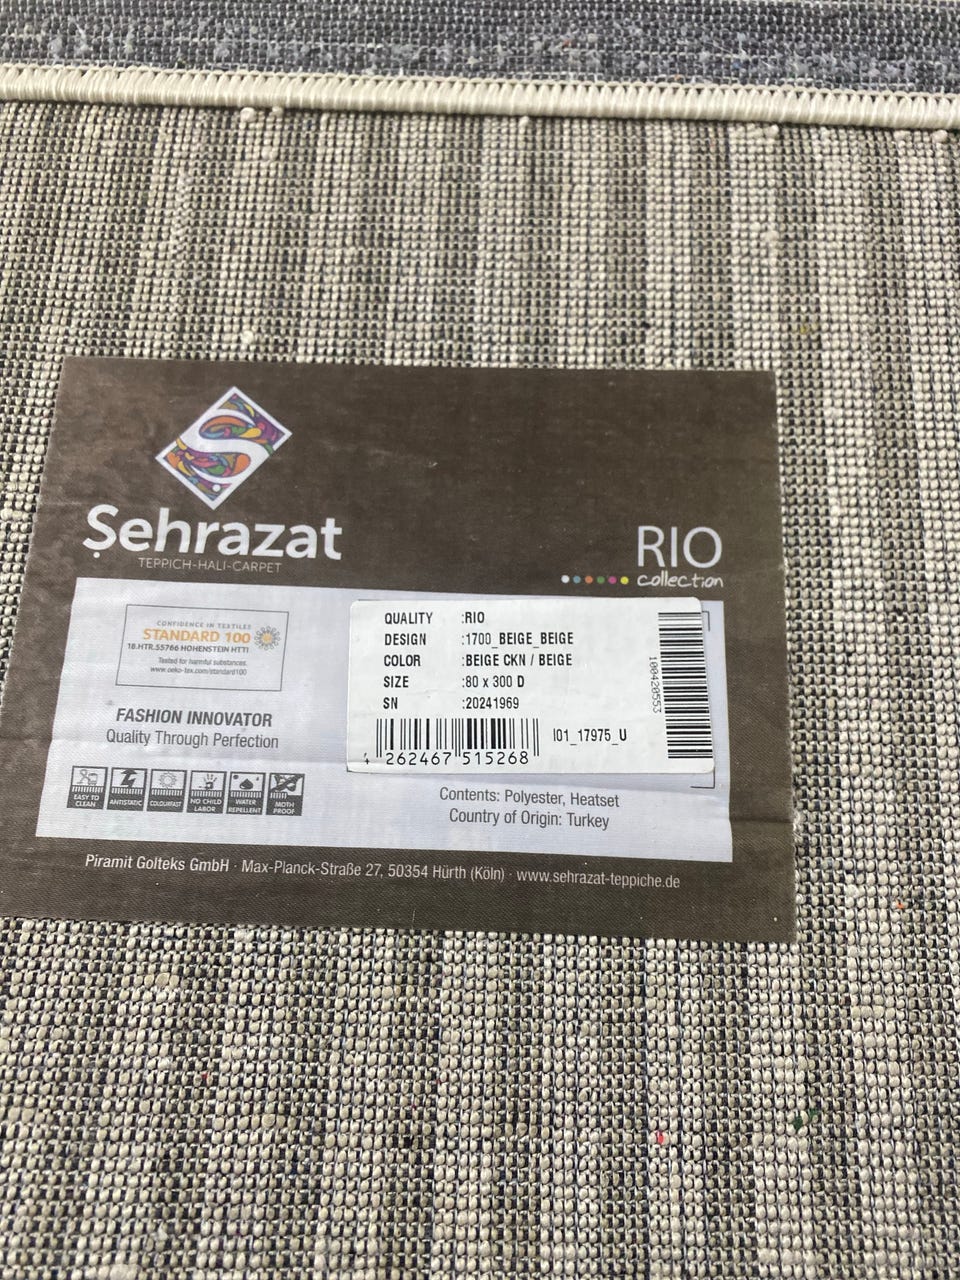 Şehrazat
TEPPICH-HALI-CARPET
RIO
collection
CONFIDENCE IN TEXTILES
STANDARD 100
18.HTR.55766 HOHENSTEIN HTTI
Tested for harmful substances.
www.oeko-tex.com/standard100
FASHION INNOVATOR
Quality Through Perfection
EASY TO CLEAN
ANTISTATIC
COLOURFAST
NO CHILD LABOR
WATER REPELLENT
MOTH PROOF
QUALITY :RIO
DESIGN :1700_BEIGE_BEIGE
COLOR :BEIGE CKN / BEIGE
SIZE :80 x 300 D
SN :20241969
4 262467 515268
I01_17975_U
100420553
Contents: Polyester, Heatset
Country of Origin: Turkey
Piramit Golteks GmbH · Max-Planck-Straße 27, 50354 Hürth (Köln) · www.sehrazat-teppiche.de